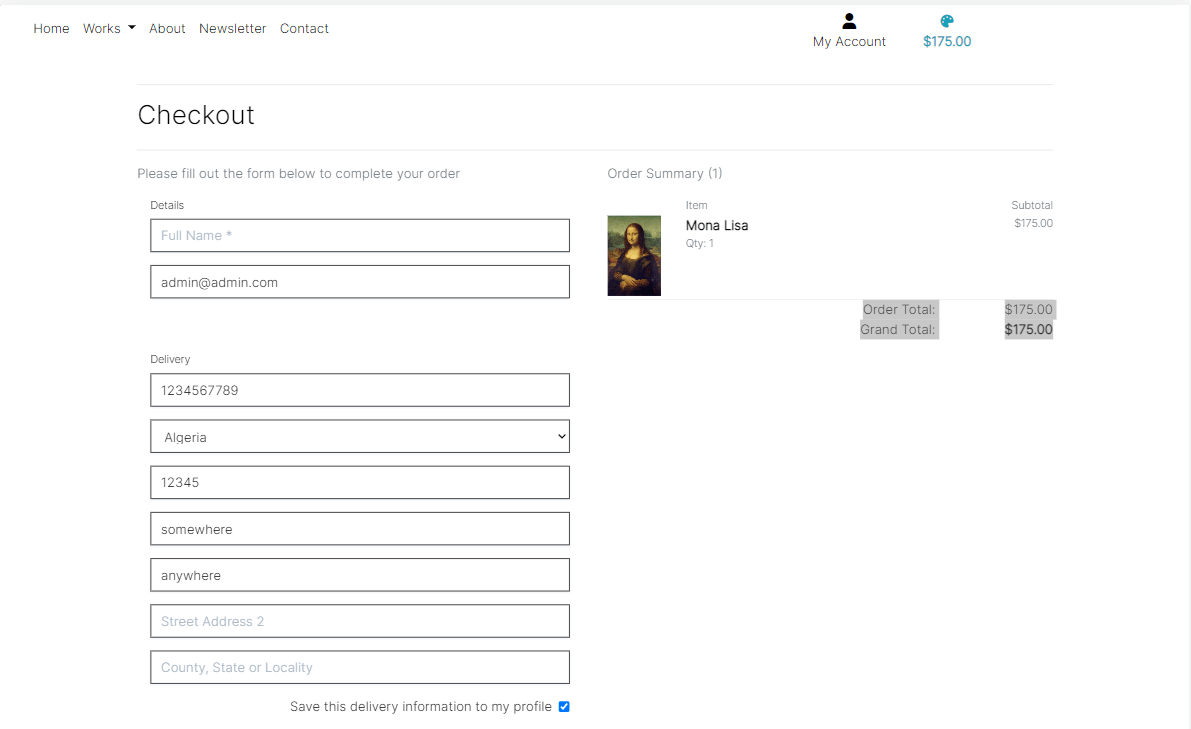 Home Works About Newsletter Contact
My Account
$175.00
Checkout
Please fill out the form below to complete your order
Details
Full Name *
admin@admin.com
Delivery
1234567789
Algeria
12345
somewhere
anywhere
Street Address 2
County, State or Locality
Save this delivery information to my profile
Order Summary (1)
Item Subtotal
Mona Lisa $175.00
Qty: 1
Order Total: $175.00
Grand Total: $175.00